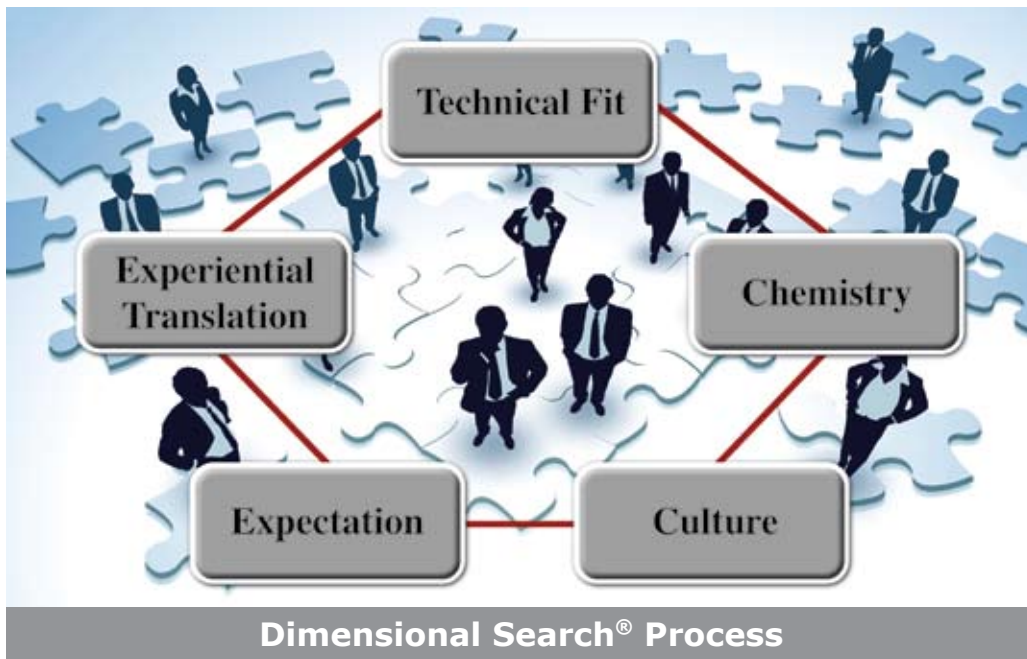 Technical Fit
Experiential
Translation
Chemistry
Expectation
Culture
Dimensional Search® Process